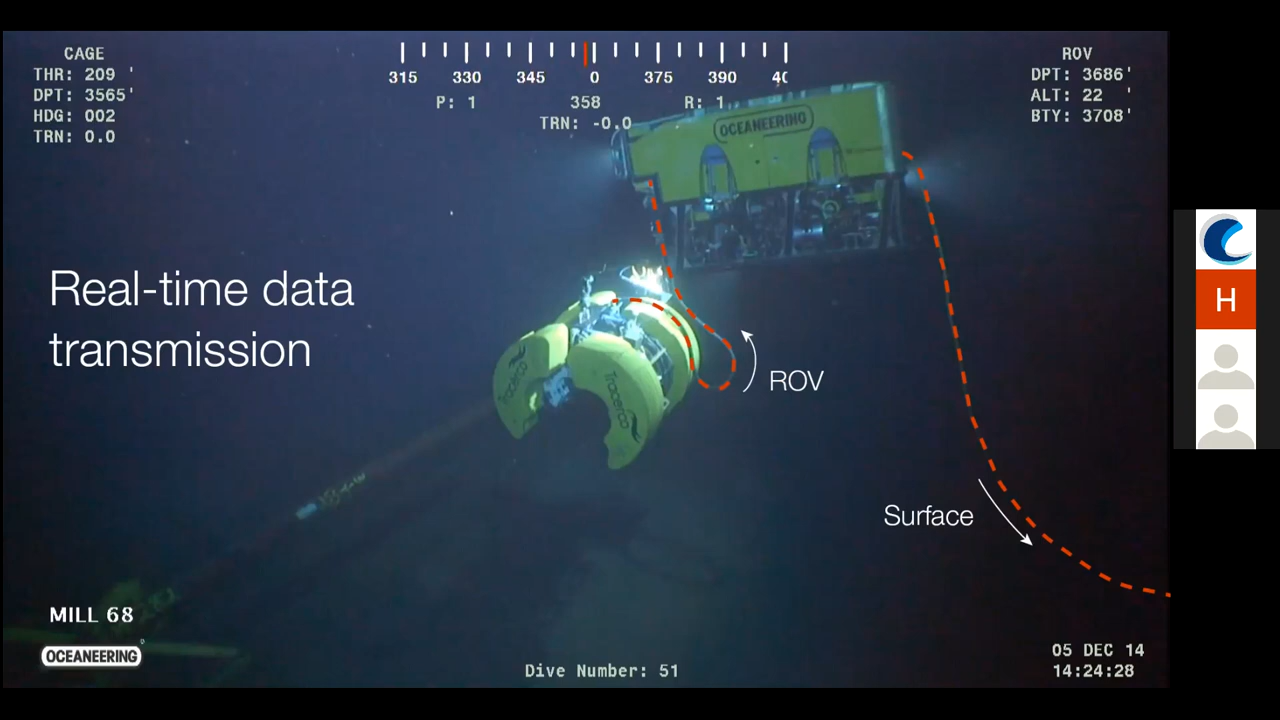 CAGE
THR: 209 '
DPT: 3565'
HDG: 002
TRN: 0.0
315 330 345 0 375 390 40
P: 1 358 R: 1
TRN: -0.0
ROV
DPT: 3686'
ALT: 22 '
BTY: 3708'
OCEANEERING
Real-time data
transmission
Tracerco
Tracerco
ROV
H
Surface
MILL 68
OCEANEERING
Dive Number: 51
05 DEC 14
14:24:28